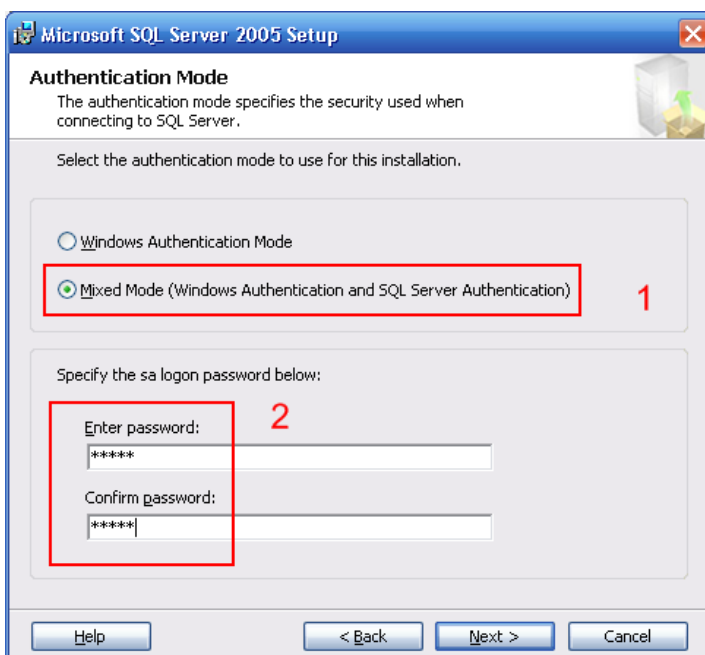 Microsoft SQL Server 2005 Setup
Authentication Mode
The authentication mode specifies the security used when
connecting to SQL Server.
Select the authentication mode to use for this installation.
Windows Authentication Mode
Mixed Mode (Windows Authentication and SQL Server Authentication)
1
Specify the sa logon password below:
2
Enter password:
*****
Confirm password:
*****
Help
< Back
Next >
Cancel